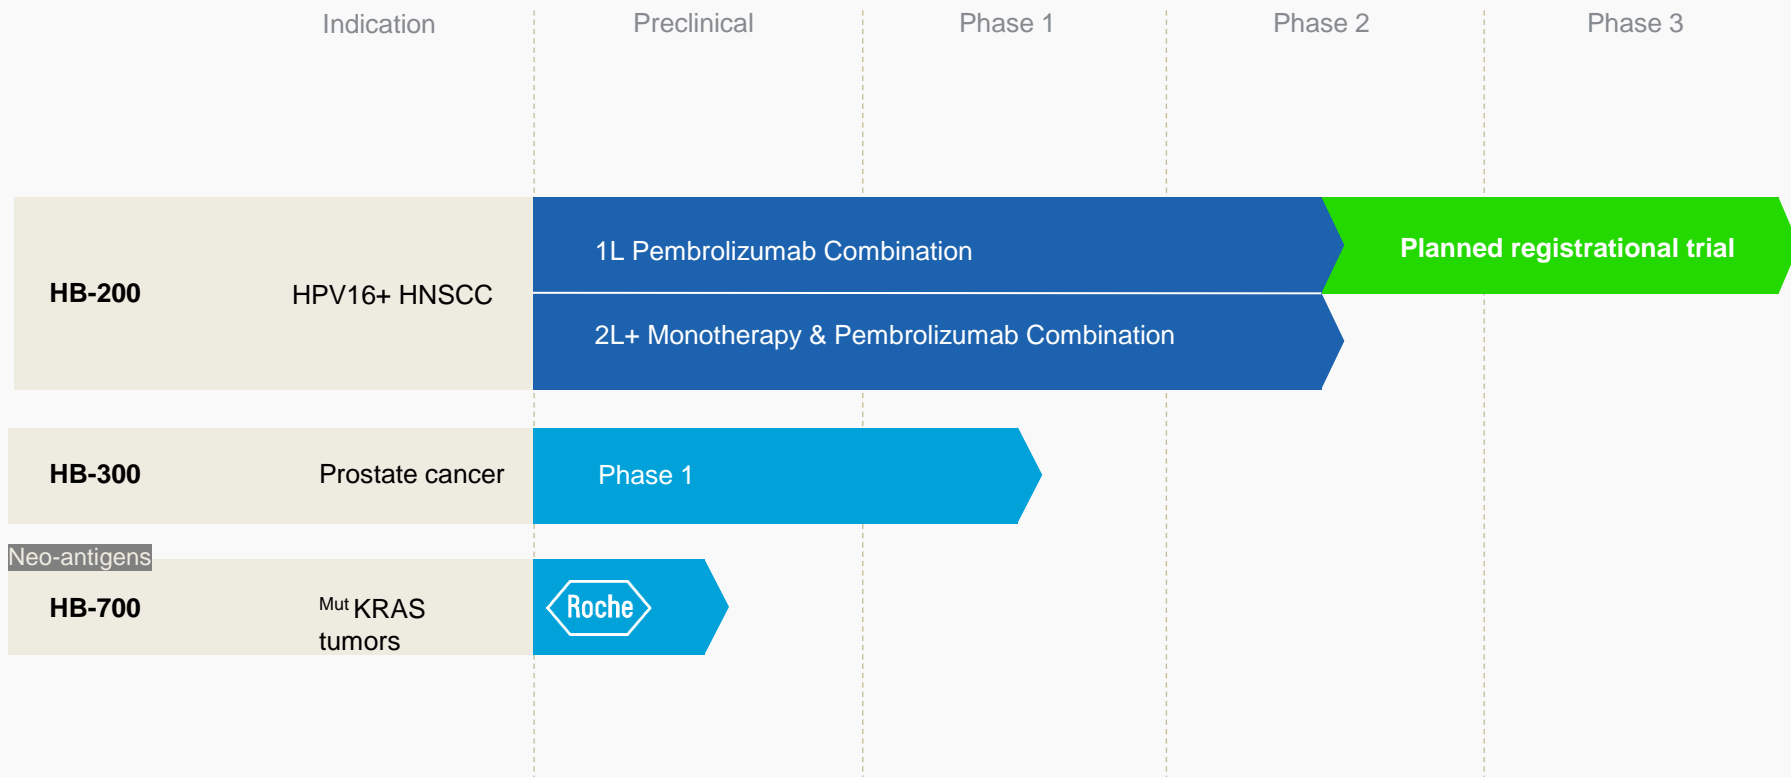 Indication Preclinical Phase 1 Phase 2 Phase 3
1L Pembrolizumab Combination Planned registrational trial
HB-200 HPV16+ HNSCC
2L+ Monotherapy & Pembrolizumab Combination
HB-300 Prostate cancer Phase 1
Neo-antigens
HB-700 Mut KRAS Roche
tumors